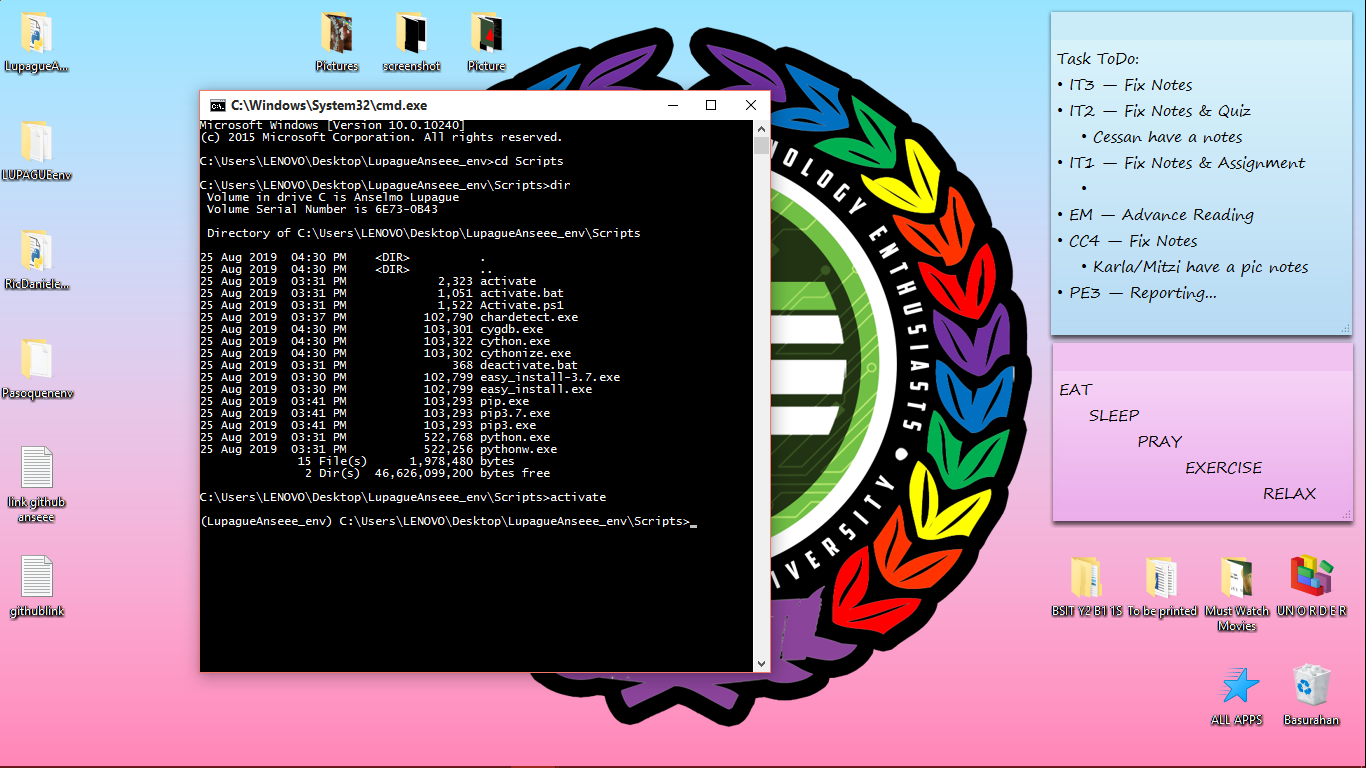 LupagueA...
LUPAGUEenv
RicDaniele...
Pasoquenenv
link github
anseee
githublink
Pictures
screenshot
Picture
C:\Windows\System32\cmd.exe
Microsoft Windows [Version 10.0.10240]
(c) 2015 Microsoft Corporation. All rights reserved.
C:\Users\LENOVO\Desktop\LupagueAnseee_env>cd Scripts
C:\Users\LENOVO\Desktop\LupagueAnseee_env\Scripts>dir
Volume in drive C is Anselmo Lupague
Volume Serial Number is 6E73-0B43
Directory of C:\Users\LENOVO\Desktop\LupagueAnseee_env\Scripts
25 Aug 2019  04:30 PM    <DIR>          .
25 Aug 2019  04:30 PM    <DIR>          ..
25 Aug 2019  03:31 PM             2,323 activate
25 Aug 2019  03:31 PM             1,051 activate.bat
25 Aug 2019  03:31 PM             1,522 Activate.ps1
25 Aug 2019  03:37 PM           102,790 chardetect.exe
25 Aug 2019  04:30 PM           103,301 cygdb.exe
25 Aug 2019  04:30 PM           103,322 cython.exe
25 Aug 2019  04:30 PM           103,302 cythonize.exe
25 Aug 2019  03:31 PM               368 deactivate.bat
25 Aug 2019  03:30 PM           102,799 easy_install-3.7.exe
25 Aug 2019  03:30 PM           102,799 easy_install.exe
25 Aug 2019  03:41 PM           103,293 pip.exe
25 Aug 2019  03:41 PM           103,293 pip3.7.exe
25 Aug 2019  03:41 PM           103,293 pip3.exe
25 Aug 2019  03:31 PM           522,768 python.exe
25 Aug 2019  03:31 PM           522,256 pythonw.exe
15 File(s)      1,978,480 bytes
2 Dir(s)  46,626,099,200 bytes free
C:\Users\LENOVO\Desktop\LupagueAnseee_env\Scripts>activate
(LupagueAnseee_env) C:\Users\LENOVO\Desktop\LupagueAnseee_env\Scripts>_
NOLOGY ENTHUSIASTS •
IVERSITY
Task ToDo:
• IT3 — Fix Notes
• IT2 — Fix Notes & Quiz
• Cessan have a notes
• IT1 — Fix Notes & Assignment
•
• EM — Advance Reading
• CC4 — Fix Notes
• Karla/Mitzi have a pic notes
• PE3 — Reporting...
EAT
SLEEP
PRAY
EXERCISE
RELAX
BSIT Y2 B1 1S
To be printed
Must Watch
Movies
U N O R D E R
ALL APPS
Basurahan